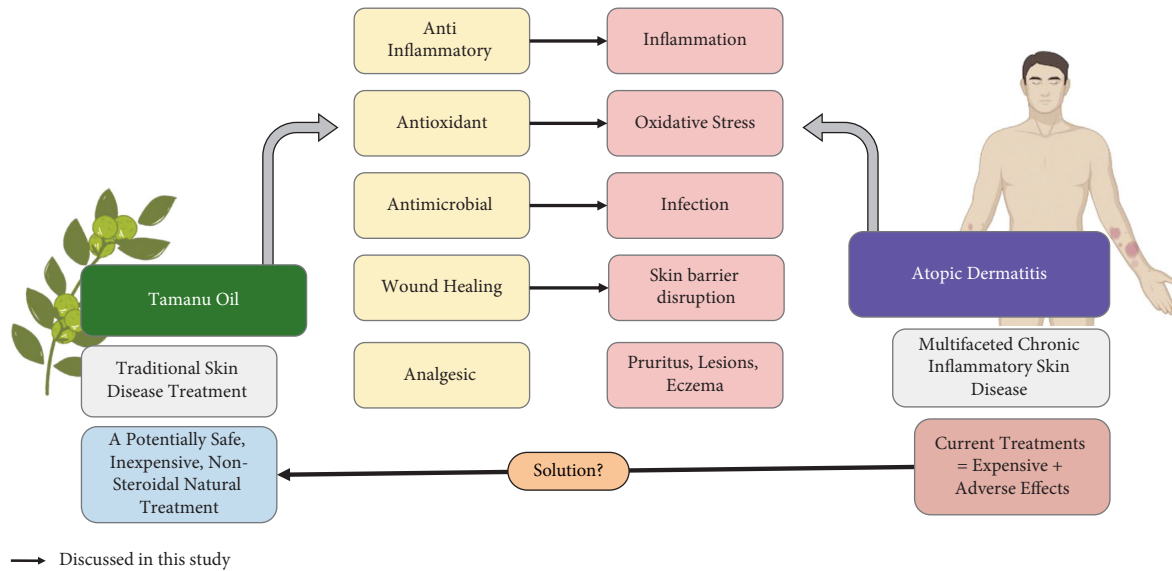 Anti
Inflammatory
Inflammation
Antioxidant
Oxidative Stress
Antimicrobial
Infection
Wound Healing
Skin barrier
disruption
Analgesic
Pruritus, Lesions,
Eczema
Tamanu Oil
Traditional Skin
Disease Treatment
A Potentially Safe,
Inexpensive, Non-
Steroidal Natural
Treatment
Solution?
Atopic Dermatitis
Multifaceted Chronic
Inflammatory Skin
Disease
Current Treatments
= Expensive +
Adverse Effects
Discussed in this study